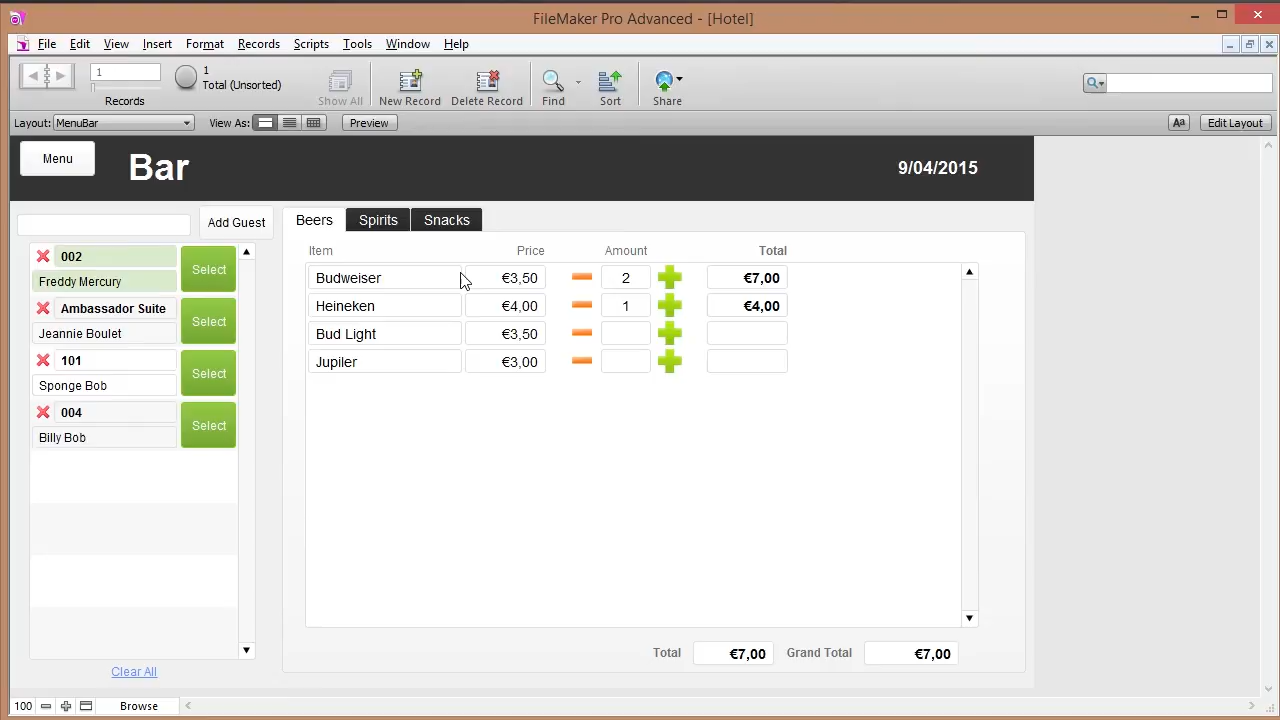 FileMaker Pro Advanced - [Hotel]
File Edit View Insert Format Records Scripts Tools Window Help
1
Records
1
Total (Unsorted)
Show All
New Record
Delete Record
Find
Sort
Share
Layout: MenuBar View As: Preview Aa Edit Layout
Menu
Bar
9/04/2015
Add Guest
002
Freddy Mercury
Select
Ambassador Suite
Jeannie Boulet
Select
101
Sponge Bob
Select
004
Billy Bob
Select
Clear All
Beers Spirits Snacks
Item Price Amount Total
Budweiser €3,50 2 €7,00
Heineken €4,00 1 €4,00
Bud Light €3,50
Jupiler €3,00
Total €7,00 Grand Total €7,00
100 Browse